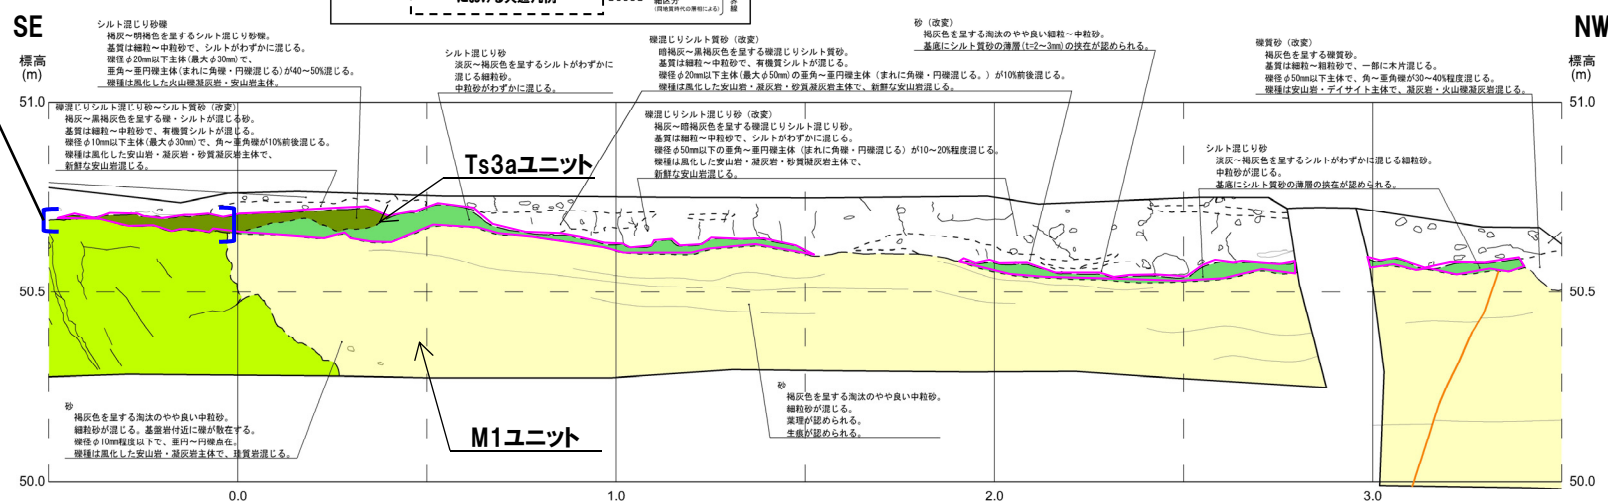 における共通凡例
細区分
(同地質時代の層相による)
界
線
SE
NW
標高
(m)
標高
(m)
シルト混じり砂礫
褐灰～明褐色を呈するシルト混じり砂礫。
基質は細粒～中粒砂で、シルトがわずかに混じる。
礫径φ20mm以下主体(最大φ30mm)で、
亜角～亜円礫主体(まれに角礫・円礫混じる)が40～50%混じる。
礫種は風化した火山礫凝灰岩・安山岩主体。
シルト混じり砂
淡灰～褐灰色を呈するシルトがわずかに
混じる細粒砂。
中粒砂がわずかに混じる。
礫混じりシルト質砂（改変）
暗褐灰～黒褐灰色を呈する礫混じりシルト質砂。
基質は細粒～中粒砂で、有機質シルトが混じる。
礫径φ20mm以下主体(最大φ50mm)の亜角～亜円礫主体（まれに角礫・円礫混じる。）が10%前後混じる。
礫種は風化した安山岩・凝灰岩・砂質凝灰岩主体で、新鮮な安山岩混じる。
砂（改変）
褐灰色を呈する淘汰のやや良い細粒～中粒砂。
基底にシルト質砂の薄層(t=2～3mm)の挟在が認められる。
礫質砂（改変）
褐灰色を呈する礫質砂。
基質は細粒～粗粒砂で、一部に木片混じる。
礫径φ50mm以下主体で、角～亜角礫が30～40%程度混じる。
礫種は安山岩・デイサイト主体で、凝灰岩・火山礫凝灰岩混じる。
51.0
51.0
礫混じりシルト混じり砂～シルト質砂（改変）
褐灰～黒褐灰色を呈する礫・シルトが混じる砂。
基質は細粒～中粒砂で、有機質シルトが混じる。
礫径φ10mm以下主体(最大φ30mm)で、角～亜角礫が10%前後混じる。
礫種は風化した安山岩・凝灰岩・砂質凝灰岩主体で、
新鮮な安山岩混じる。
礫混じりシルト混じり砂（改変）
褐灰～暗褐灰色を呈する礫混じりシルト混じり砂。
基質は細粒～中粒砂で、シルトがわずかに混じる。
礫径φ50mm以下の亜角～亜円礫主体（まれに角礫・円礫混じる）が10～20%程度混じる。
礫種は風化した安山岩・凝灰岩・砂質凝灰岩主体で、
新鮮な安山岩混じる。
シルト混じり砂
淡灰～褐灰色を呈するシルトがわずかに混じる細粒砂。
中粒砂が混じる。
基底にシルト質砂の薄層の挟在が認められる。
Ts3aユニット
50.5
50.5
砂
褐灰色を呈する淘汰のやや良い中粒砂。
細粒砂が混じる。
葉理が認められる。
生痕が認められる。
砂
褐灰色を呈する淘汰のやや良い中粒砂。
細粒砂が混じる。基盤岩付近に礫が散在する。
礫径φ10mm程度以下で、亜円～円礫点在。
礫種は風化した安山岩・凝灰岩主体で、珪質岩混じる。
M1ユニット
50.0
50.0
0.0
1.0
2.0
3.0